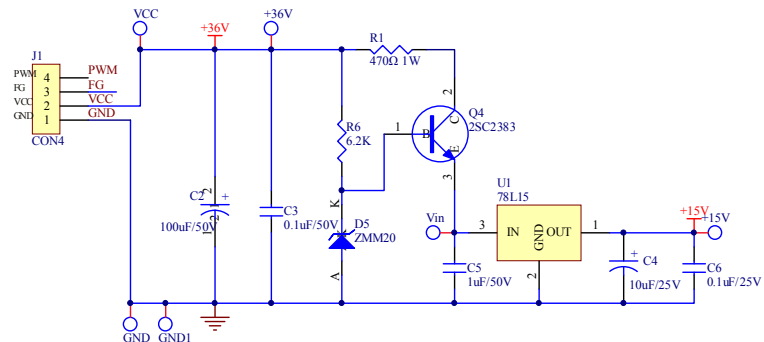 VCC
+36V
+36V
J1
R1
470Ω 1W
PWM
4
PWM
FG
3
FG
VCC
2
VCC
GND
1
GND
CON4
2
Q4
2SC2383
1
B
C
E
3
R6
6.2K
2
C2
1
2
100uF/50V
C3
0.1uF/50V
K
D5
ZMM20
A
U1
78L15
Vin
3
IN
GND
OUT
1
2
+15V
+15V
C5
1uF/50V
C4
10uF/25V
C6
0.1uF/25V
GND
GND1